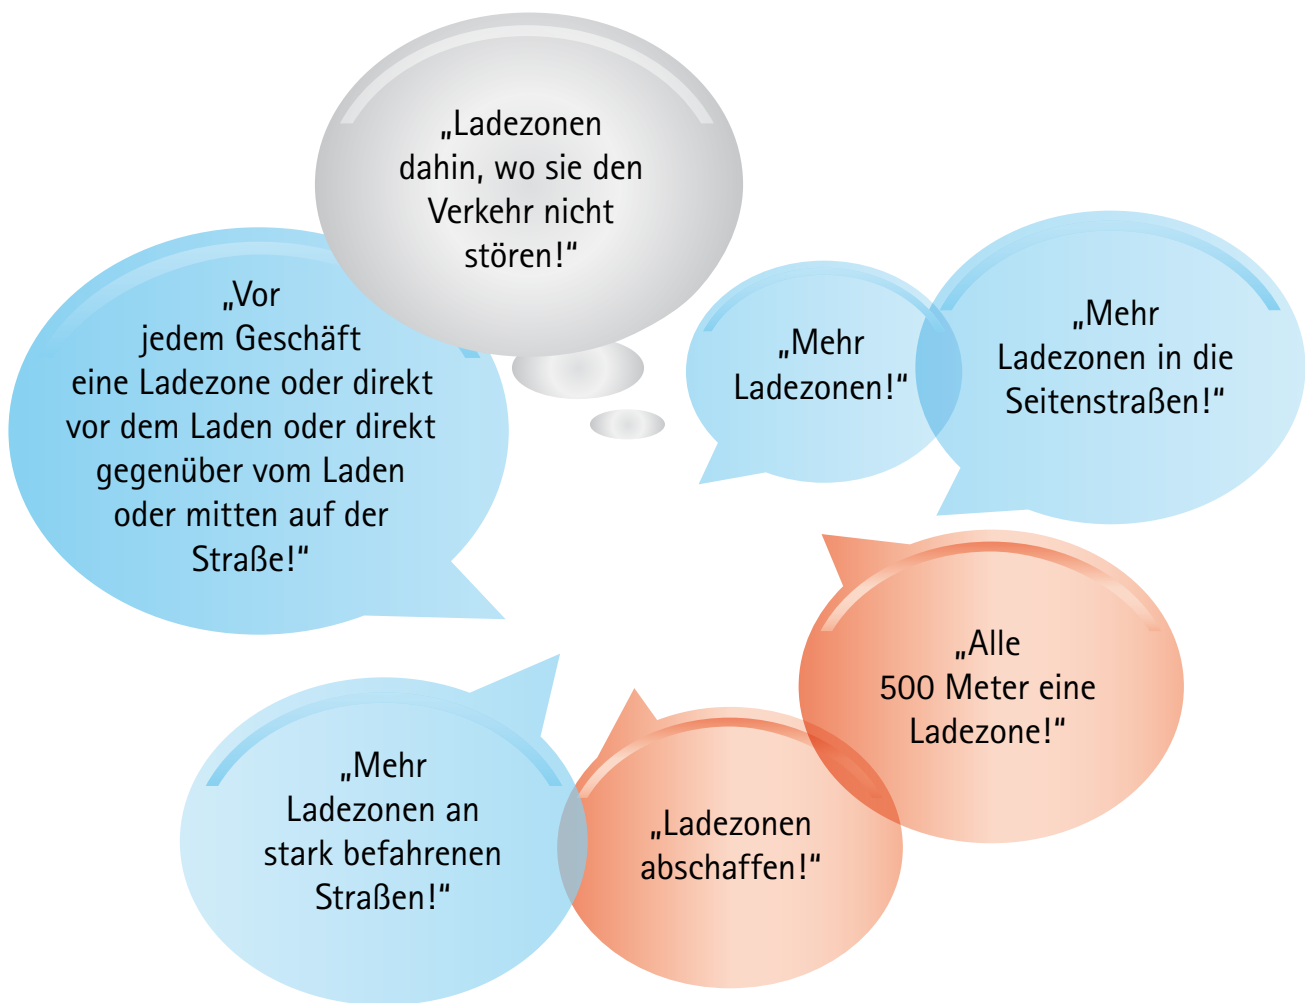 „Ladezonen
dahin, wo sie den
Verkehr nicht
stören!“
„Vor
jedem Geschäft
eine Ladezone oder direkt
vor dem Laden oder direkt
gegenüber vom Laden
oder mitten auf der
Straße!“
„Mehr
Ladezonen!“
„Mehr
Ladezonen in die
Seitenstraßen!“
„Alle
500 Meter eine
Ladezone!“
„Mehr
Ladezonen an
stark befahrenen
Straßen!“
„Ladezonen
abschaffen!“